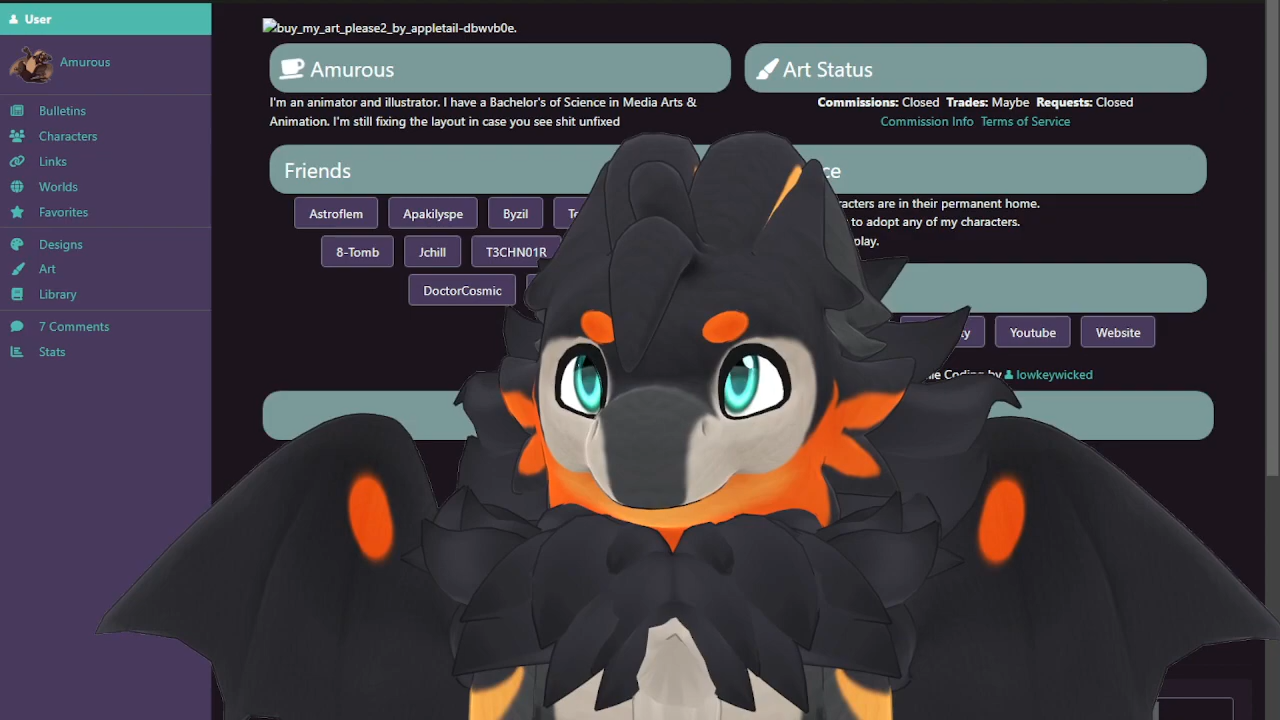 User
Amurous
Bulletins
Characters
Links
Worlds
Favorites
Designs
Art
Library
7 Comments
Stats
buy_my_art_please2_by_appletail-dbwvb0e.
Amurous
I'm an animator and illustrator. I have a Bachelor's of Science in Media Arts &
Animation. I'm still fixing the layout in case you see shit unfixed
Art Status
Commissions: Closed Trades: Maybe Requests: Closed
Commission Info Terms of Service
Friends
Astroflem Apakilyspe Byzil
8-Tomb Jchill T3CHN01R
DoctorCosmic
are in their permanent home.
to adopt any of my characters.
Youtube Website
Coding by lowkeywicked